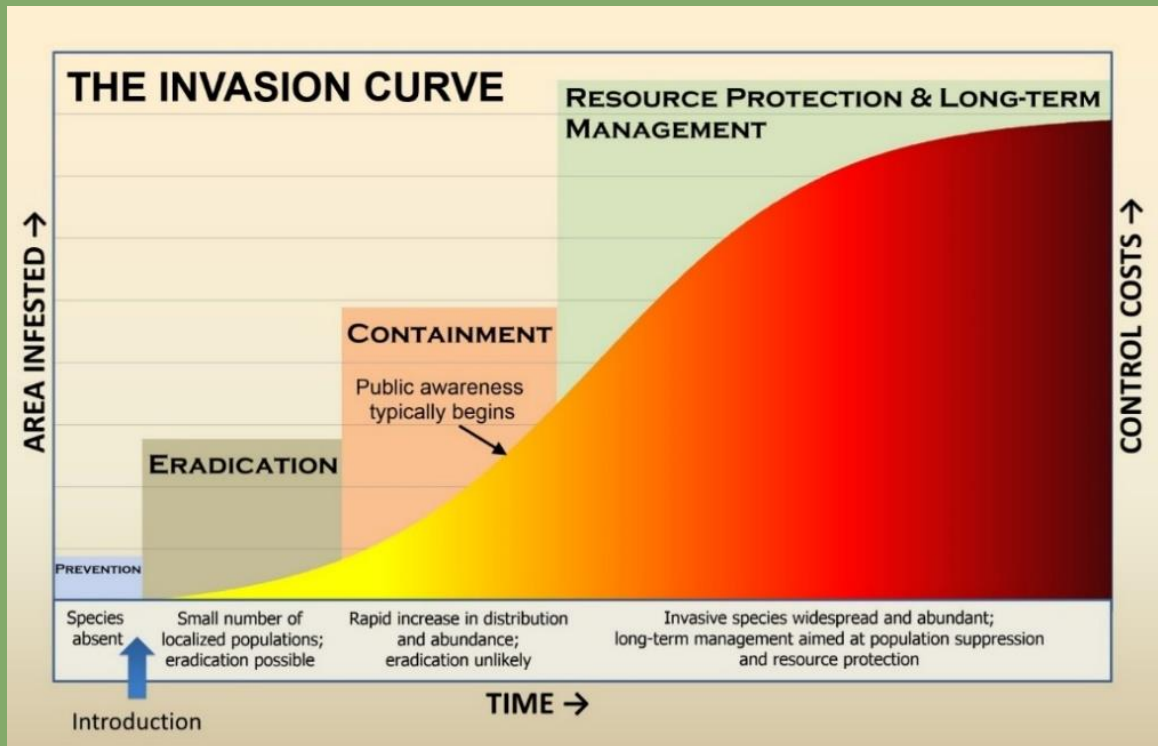 THE INVASION CURVE
RESOURCE PROTECTION & LONG-TERM
MANAGEMENT
CONTAINMENT
Public awareness
typically begins
ERADICATION
PREVENTION
AREA INFESTED →
CONTROL COSTS →
Species
absent
Small number of
localized populations;
eradication possible
Rapid increase in distribution
and abundance;
eradication unlikely
Invasive species widespread and abundant;
long-term management aimed at population suppression
and resource protection
TIME →
Introduction